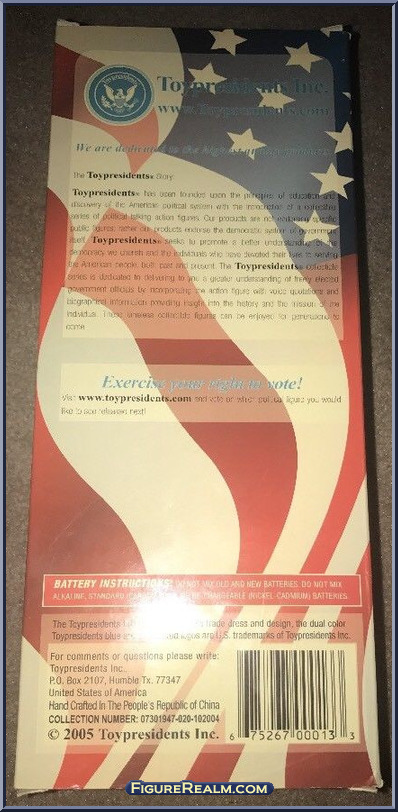 Toypresidents Inc.
www.Toypresidents.com
We are dedicated to the highest quality products
The Toypresidents® Story:
Toypresidents® has been founded upon the principles of education and
discovery of the American political system with the introduction of a collectible
series of political talking action figures. Our products are not endorsing specific
public figures rather our products endorse the democratic system of government
itself. Toypresidents® seeks to promote a better understanding of the
democracy we cherish and the individuals who have devoted their lives to serving
the American people, both past and present. The Toypresidents® collectible
series is dedicated to delivering to you a greater understanding of freely elected
government officials by incorporating the action figure with voice quotations and
biographical information providing insight into the history and the mission of the
individual. These timeless collectible figures can be enjoyed for generations to
come.
Exercise your right to vote!
Visit www.toypresidents.com and vote on which political figure you would
like to see released next!
BATTERY INSTRUCTIONS: DO NOT MIX OLD AND NEW BATTERIES. DO NOT MIX
ALKALINE, STANDARD (CARBON-ZINC) OR RE-CHARGEABLE (NICKEL-CADMIUM) BATTERIES.
The Toypresidents trade dress and design, the dual color
Toypresidents blue and logos are U.S. trademarks of Toypresidents Inc.
For comments or questions please write:
Toypresidents Inc.
P.O. Box 2107, Humble Tx. 77347
United States of America
Hand Crafted In The People's Republic of China
COLLECTION NUMBER: 07301947-020-102004
© 2005 Toypresidents Inc.
6 75267 00013 3
FigureRealm.com